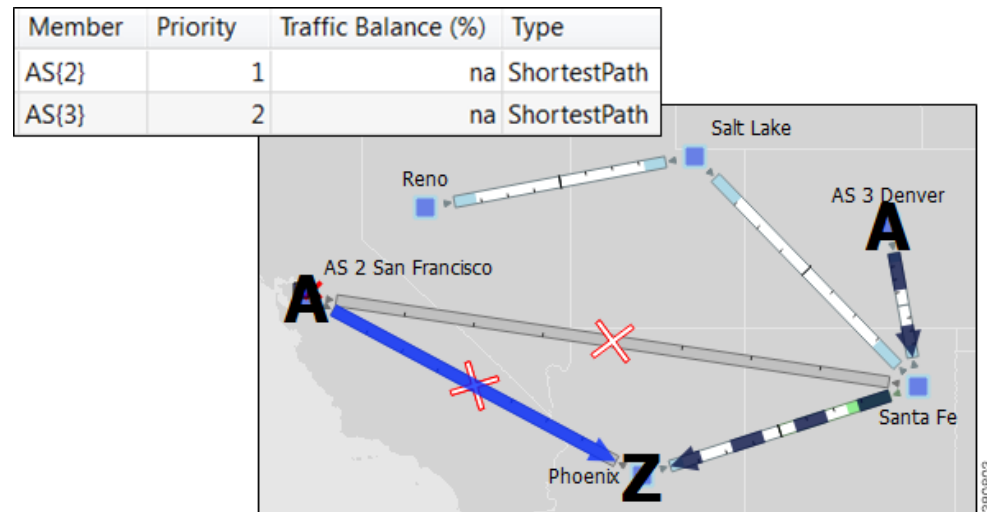 Member Priority Traffic Balance (%) Type
AS{2} 1 na ShortestPath
AS{3} 2 na ShortestPath
Salt Lake
Reno
AS 3 Denver
A
AS 2 San Francisco
A
Santa Fe
Phoenix Z